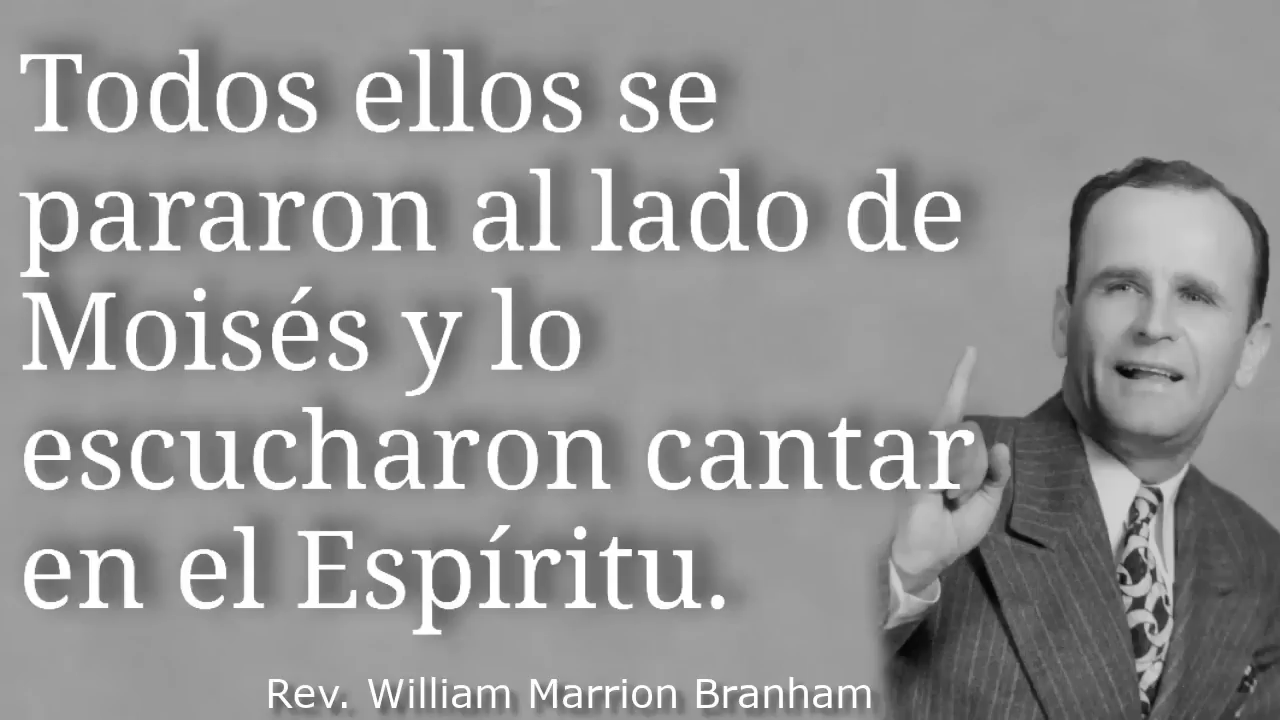 Todos ellos se
pararon al lado de
Moisés y lo
escucharon cantar
en el Espíritu.
Rev. William Marrion Branham